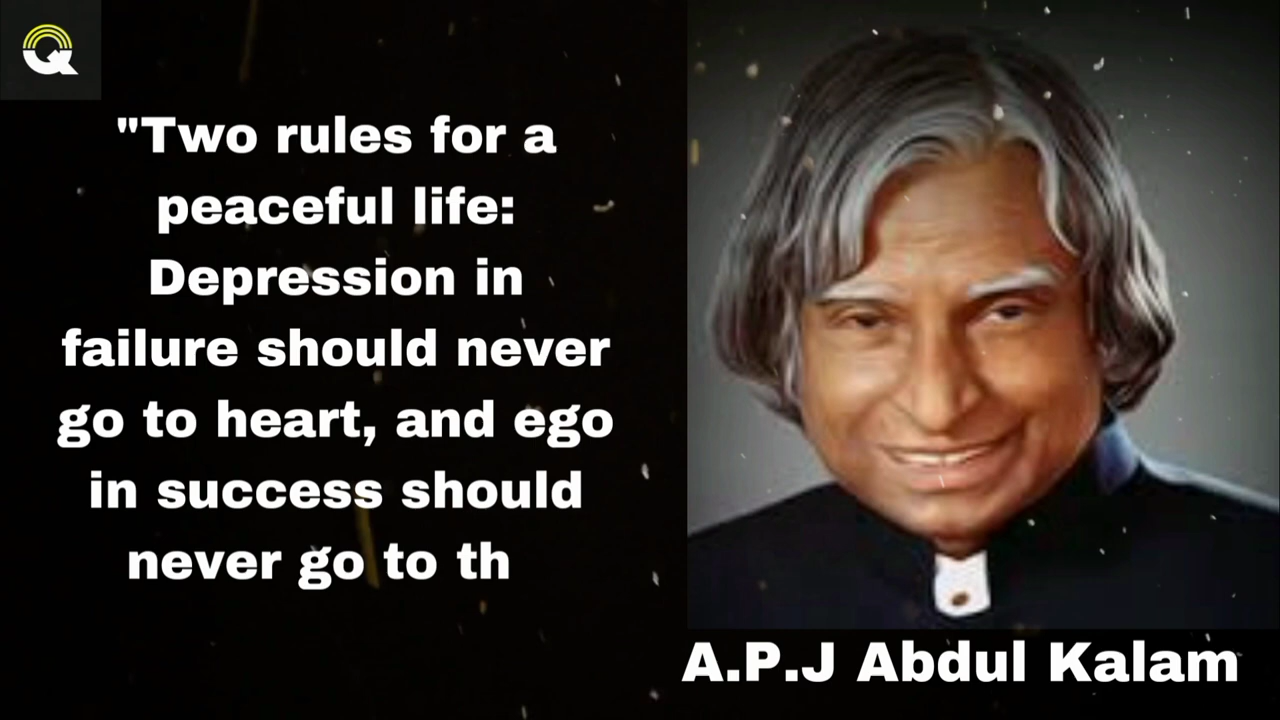 "Two rules for a
peaceful life:
Depression in
failure should never
go to heart, and ego
in success should
never go to th
A.P.J Abdul Kalam